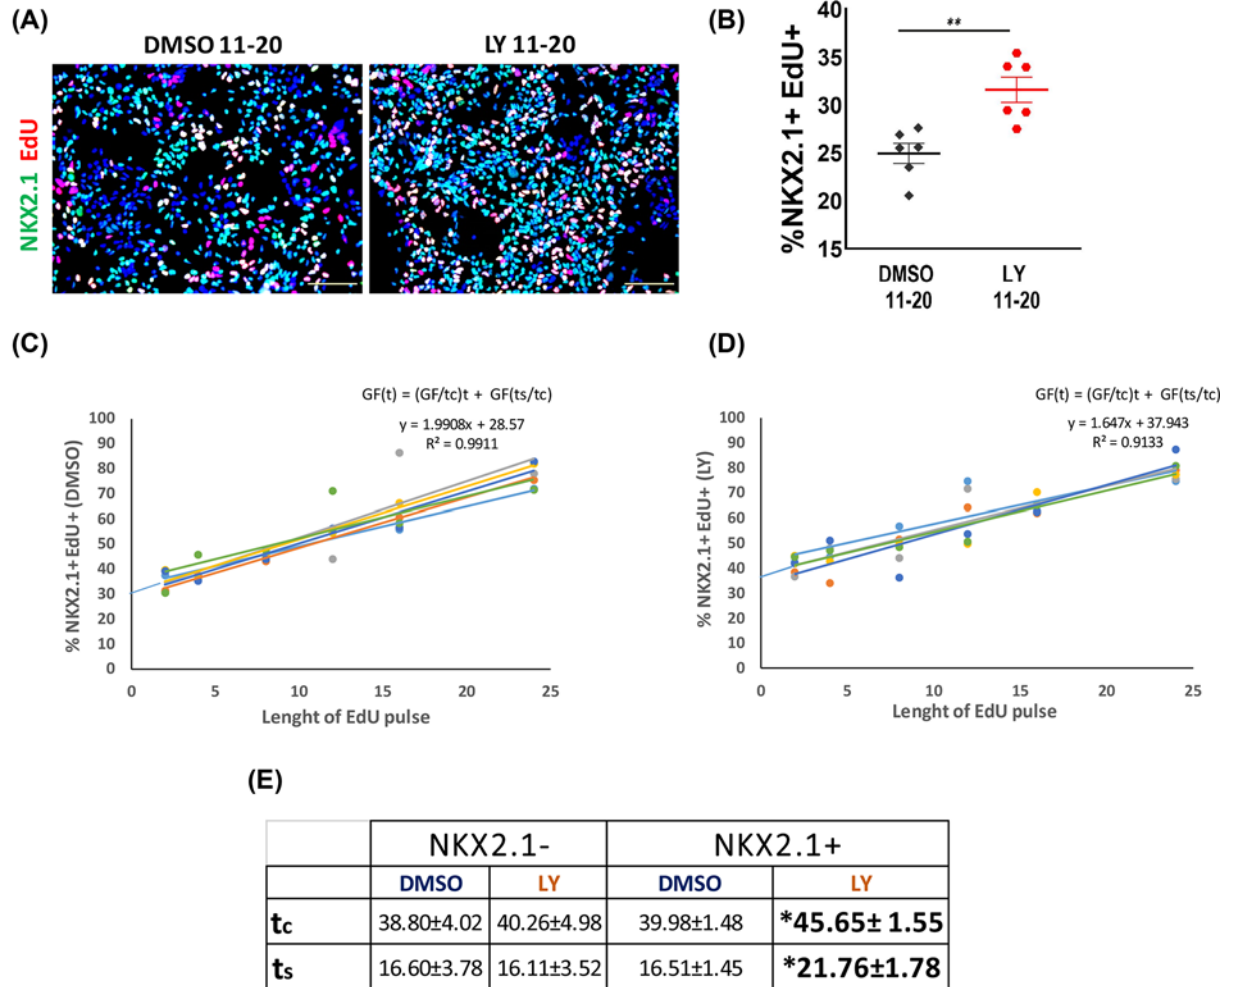 (A)
DMSO 11-20
LY 11-20
NKX2.1 EdU
(B)
%NKX2.1+ EdU+
40
35
30
25
20
15
**
DMSO
11-20
LY
11-20
(C)
GF(t) = (GF/tc)t + GF(ts/tc)
y = 1.9908x + 28.57
R² = 0.9911
% NKX2.1+ EdU+ (DMSO)
100
90
80
70
60
50
40
30
20
10
0
0 5 10 15 20 25
Lenght of EdU pulse
(D)
GF(t) = (GF/tc)t + GF(ts/tc)
y = 1.647x + 37.943
R² = 0.9133
% NKX2.1+ EdU+ (LY)
100
90
80
70
60
50
40
30
20
10
0
0 5 10 15 20 25
Lenght of EdU pulse
(E)
NKX2.1- NKX2.1+
DMSO LY DMSO LY
tc 38.80±4.02 40.26±4.98 39.98±1.48 *45.65± 1.55
ts 16.60±3.78 16.11±3.52 16.51±1.45 *21.76±1.78